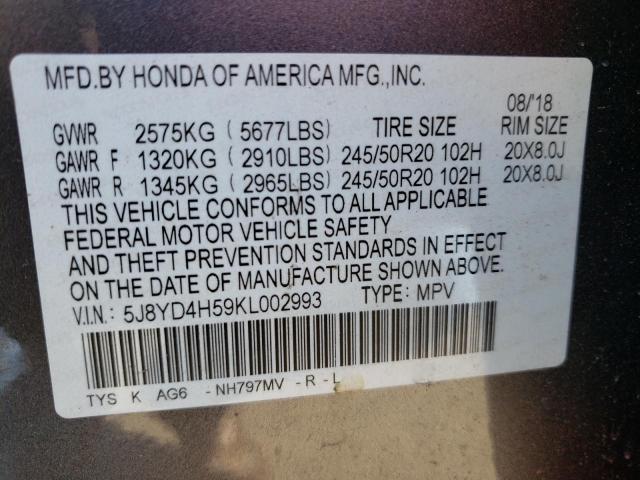 MFD.BY HONDA OF AMERICA MFG.,INC.
08/'18
GVWR 2575KG ( 5677LBS) TIRE SIZE RIM SIZE
GAWR F 1320KG ( 2910LBS) 245/50R20 102H 20X8.0J
GAWR R 1345KG ( 2965LBS) 245/50R20 102H 20X8.0J
THIS VEHICLE CONFORMS TO ALL APPLICABLE
FEDERAL MOTOR VEHICLE SAFETY
AND THEFT PREVENTION STANDARDS IN EFFECT
ON THE DATE OF MANUFACTURE SHOWN ABOVE.
V.I.N.: 5J8YD4H59KL002993 TYPE: MPV
TYS K AG6 -NH797MV -R -L